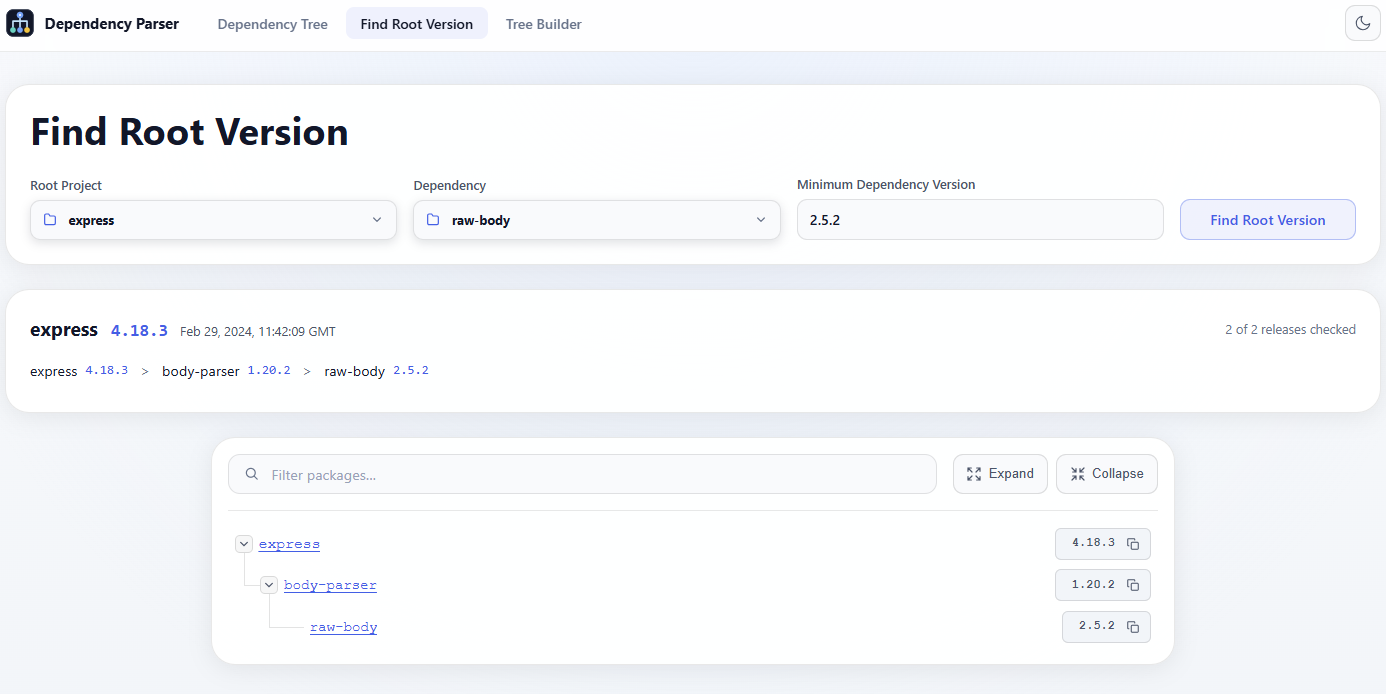 Dependency Parser Dependency Tree Find Root Version Tree Builder
Find Root Version
Root Project Dependency Minimum Dependency Version
express raw-body 2.5.2 Find Root Version
express 4.18.3 Feb 29, 2024, 11:42:09 GMT 2 of 2 releases checked
express 4.18.3 > body-parser 1.20.2 > raw-body 2.5.2
Filter packages... Expand Collapse
express 4.18.3
body-parser 1.20.2
raw-body 2.5.2